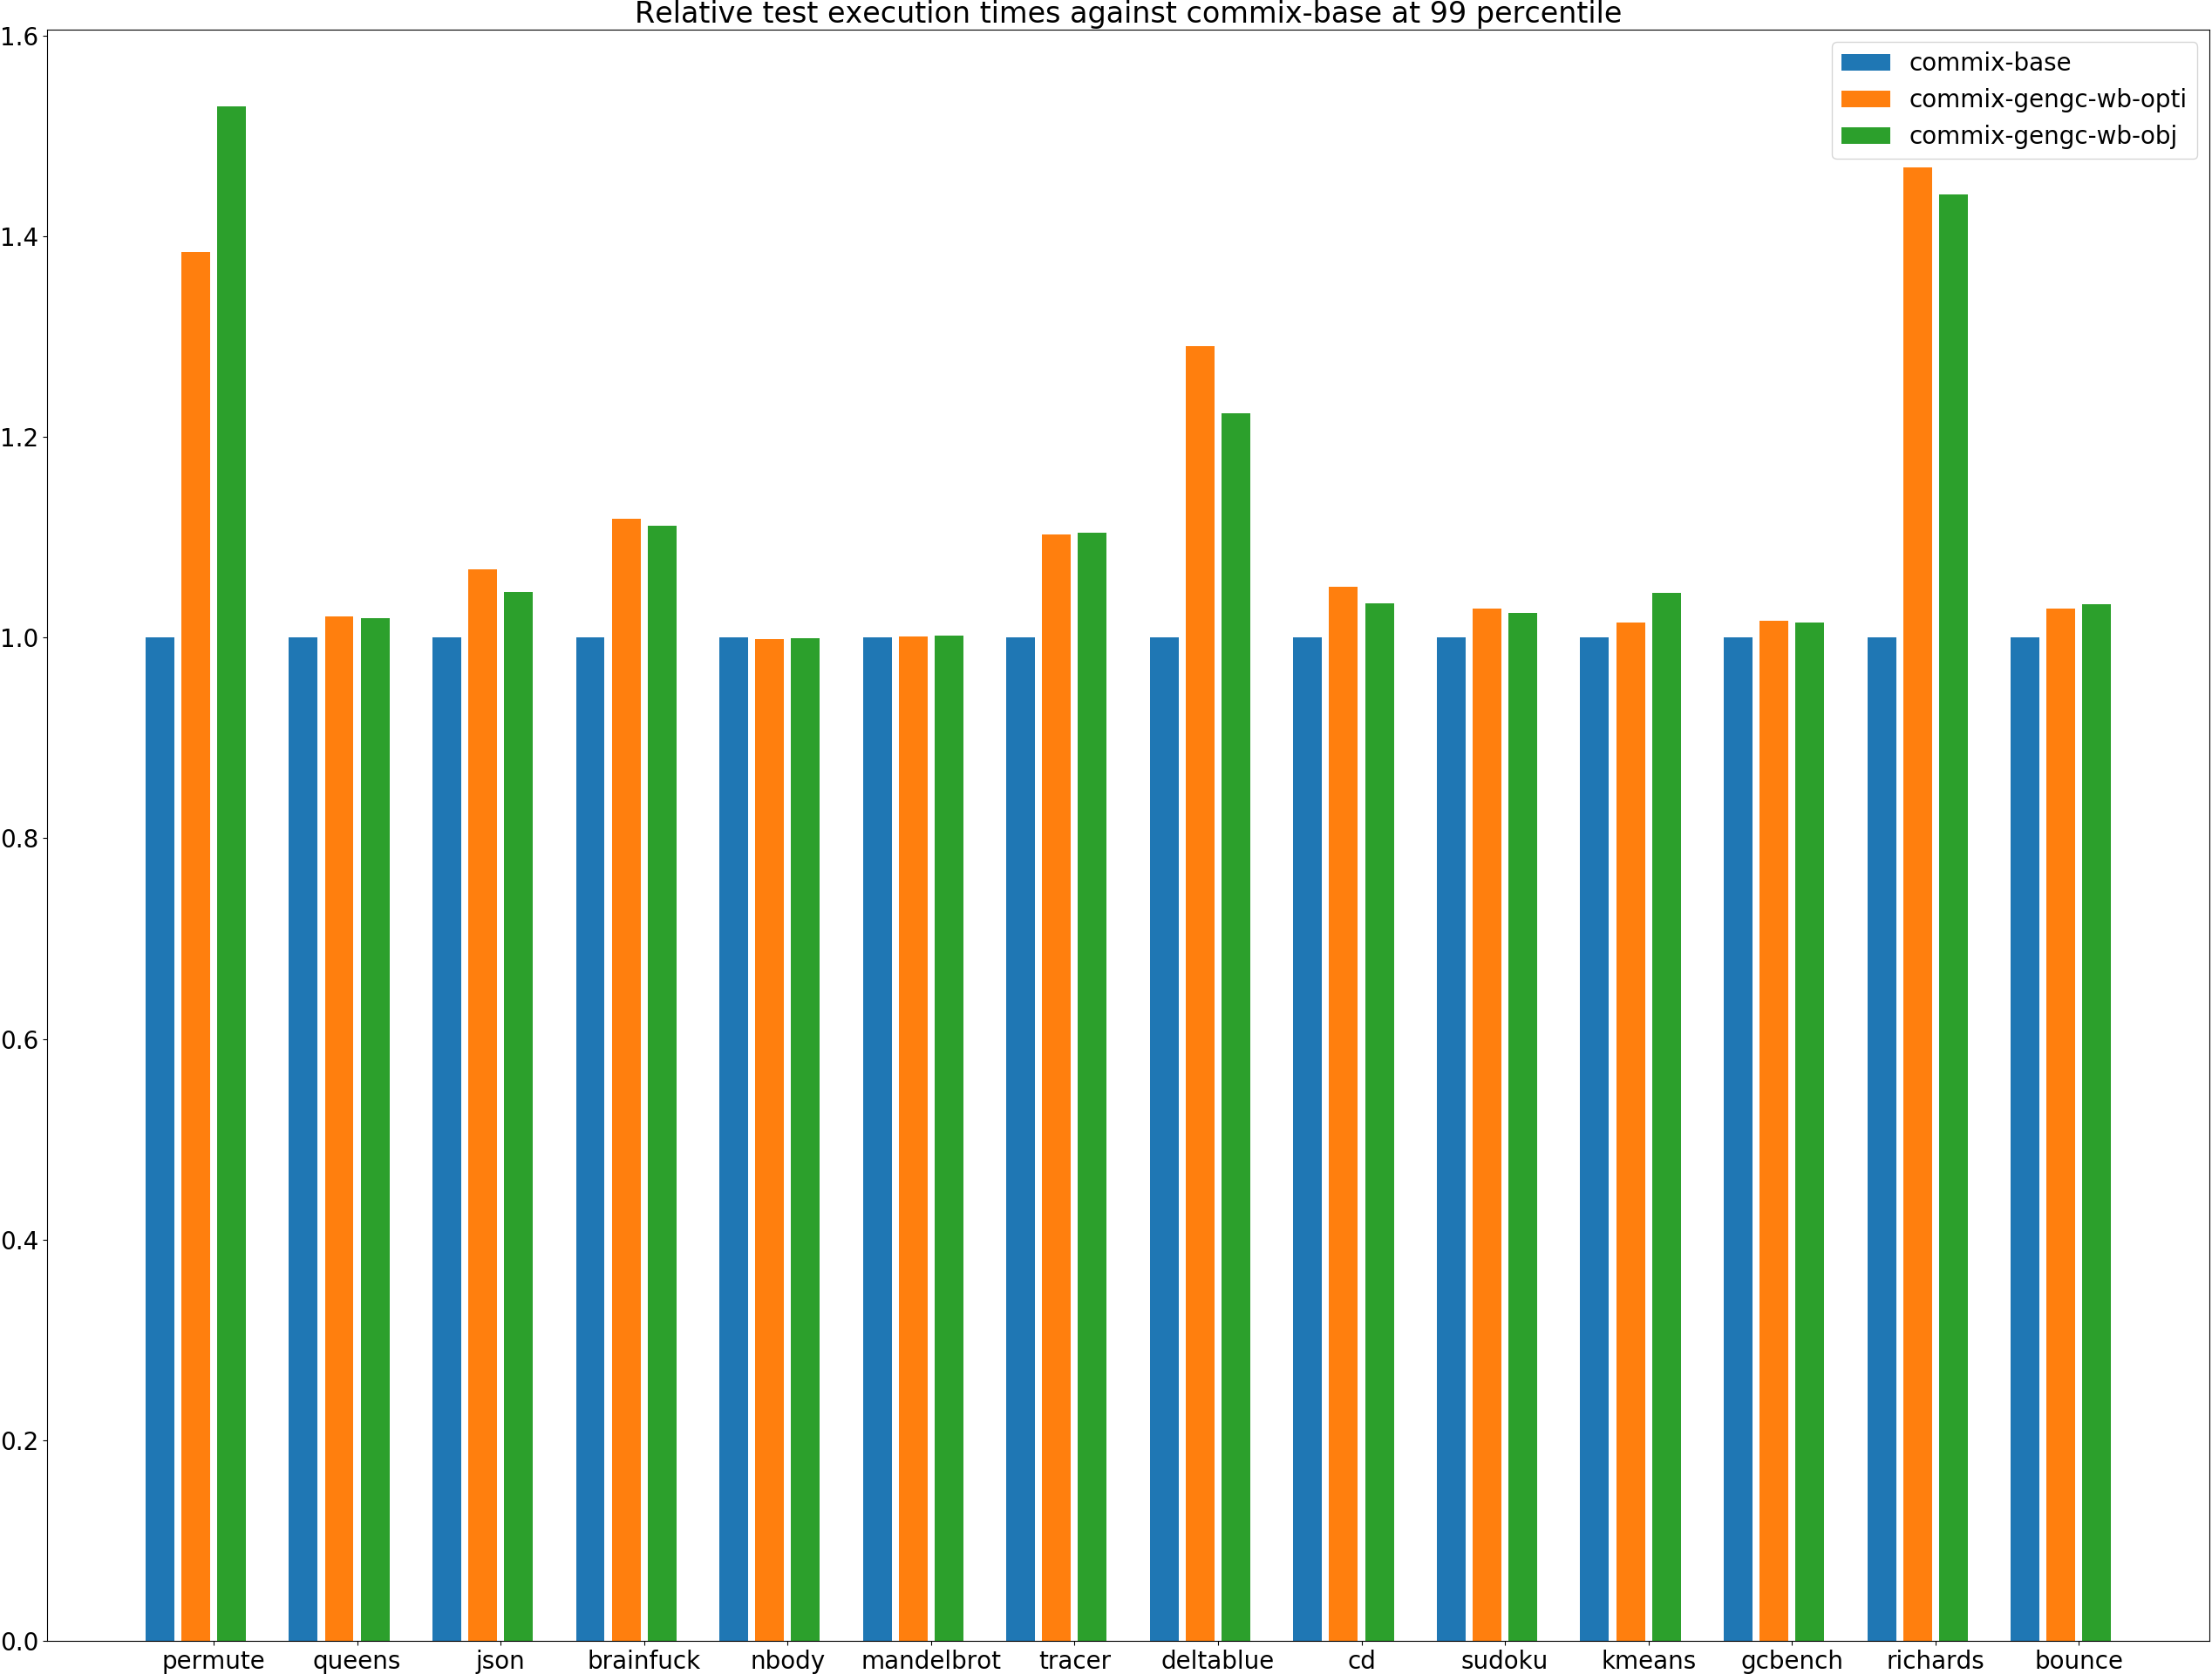 Relative test execution times against commix-base at 99 percentile
1.6
1.4
1.2
1.0
0.8
0.6
0.4
0.2
0.0
commix-base
commix-gengc-wb-opti
commix-gengc-wb-obj
permute queens json brainfuck nbody mandelbrot tracer deltablue cd sudoku kmeans gcbench richards bounce